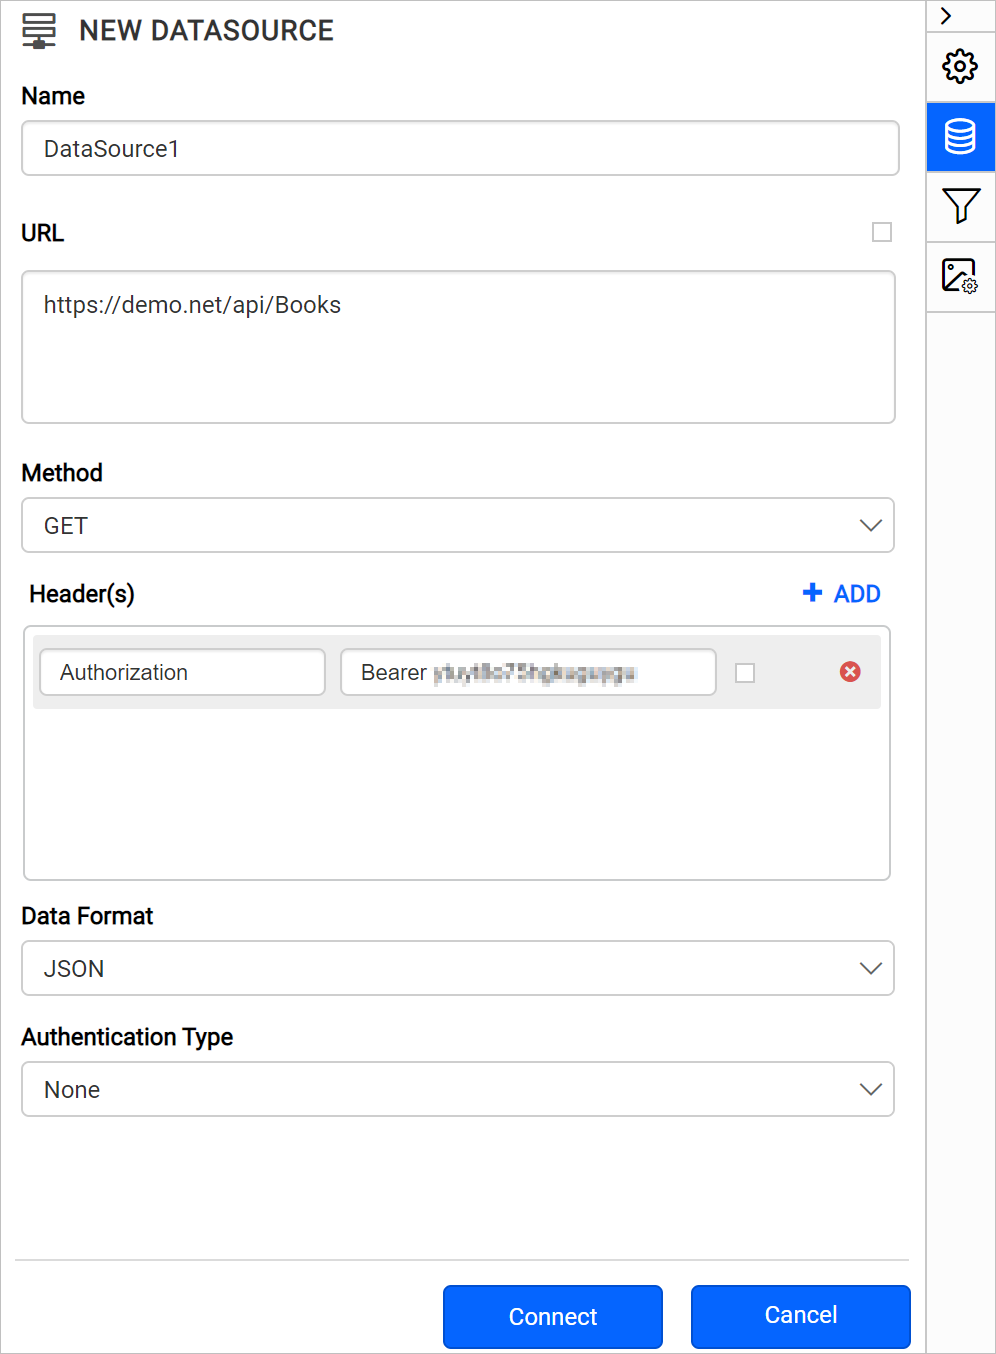 NEW DATASOURCE
Name
DataSource1
URL
https://demo.net/api/Books
Method
GET
Header(s)
ADD
Authorization
Bearer
Data Format
JSON
Authentication Type
None
Connect
Cancel